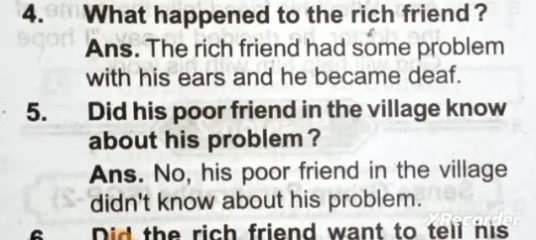 4. What happened to the rich friend?
Ans. The rich friend had some problem
with his ears and he became deaf.
5. Did his poor friend in the village know
about his problem?
Ans. No, his poor friend in the village
didn't know about his problem.
XRecorder
6 Did the rich friend want to tell his